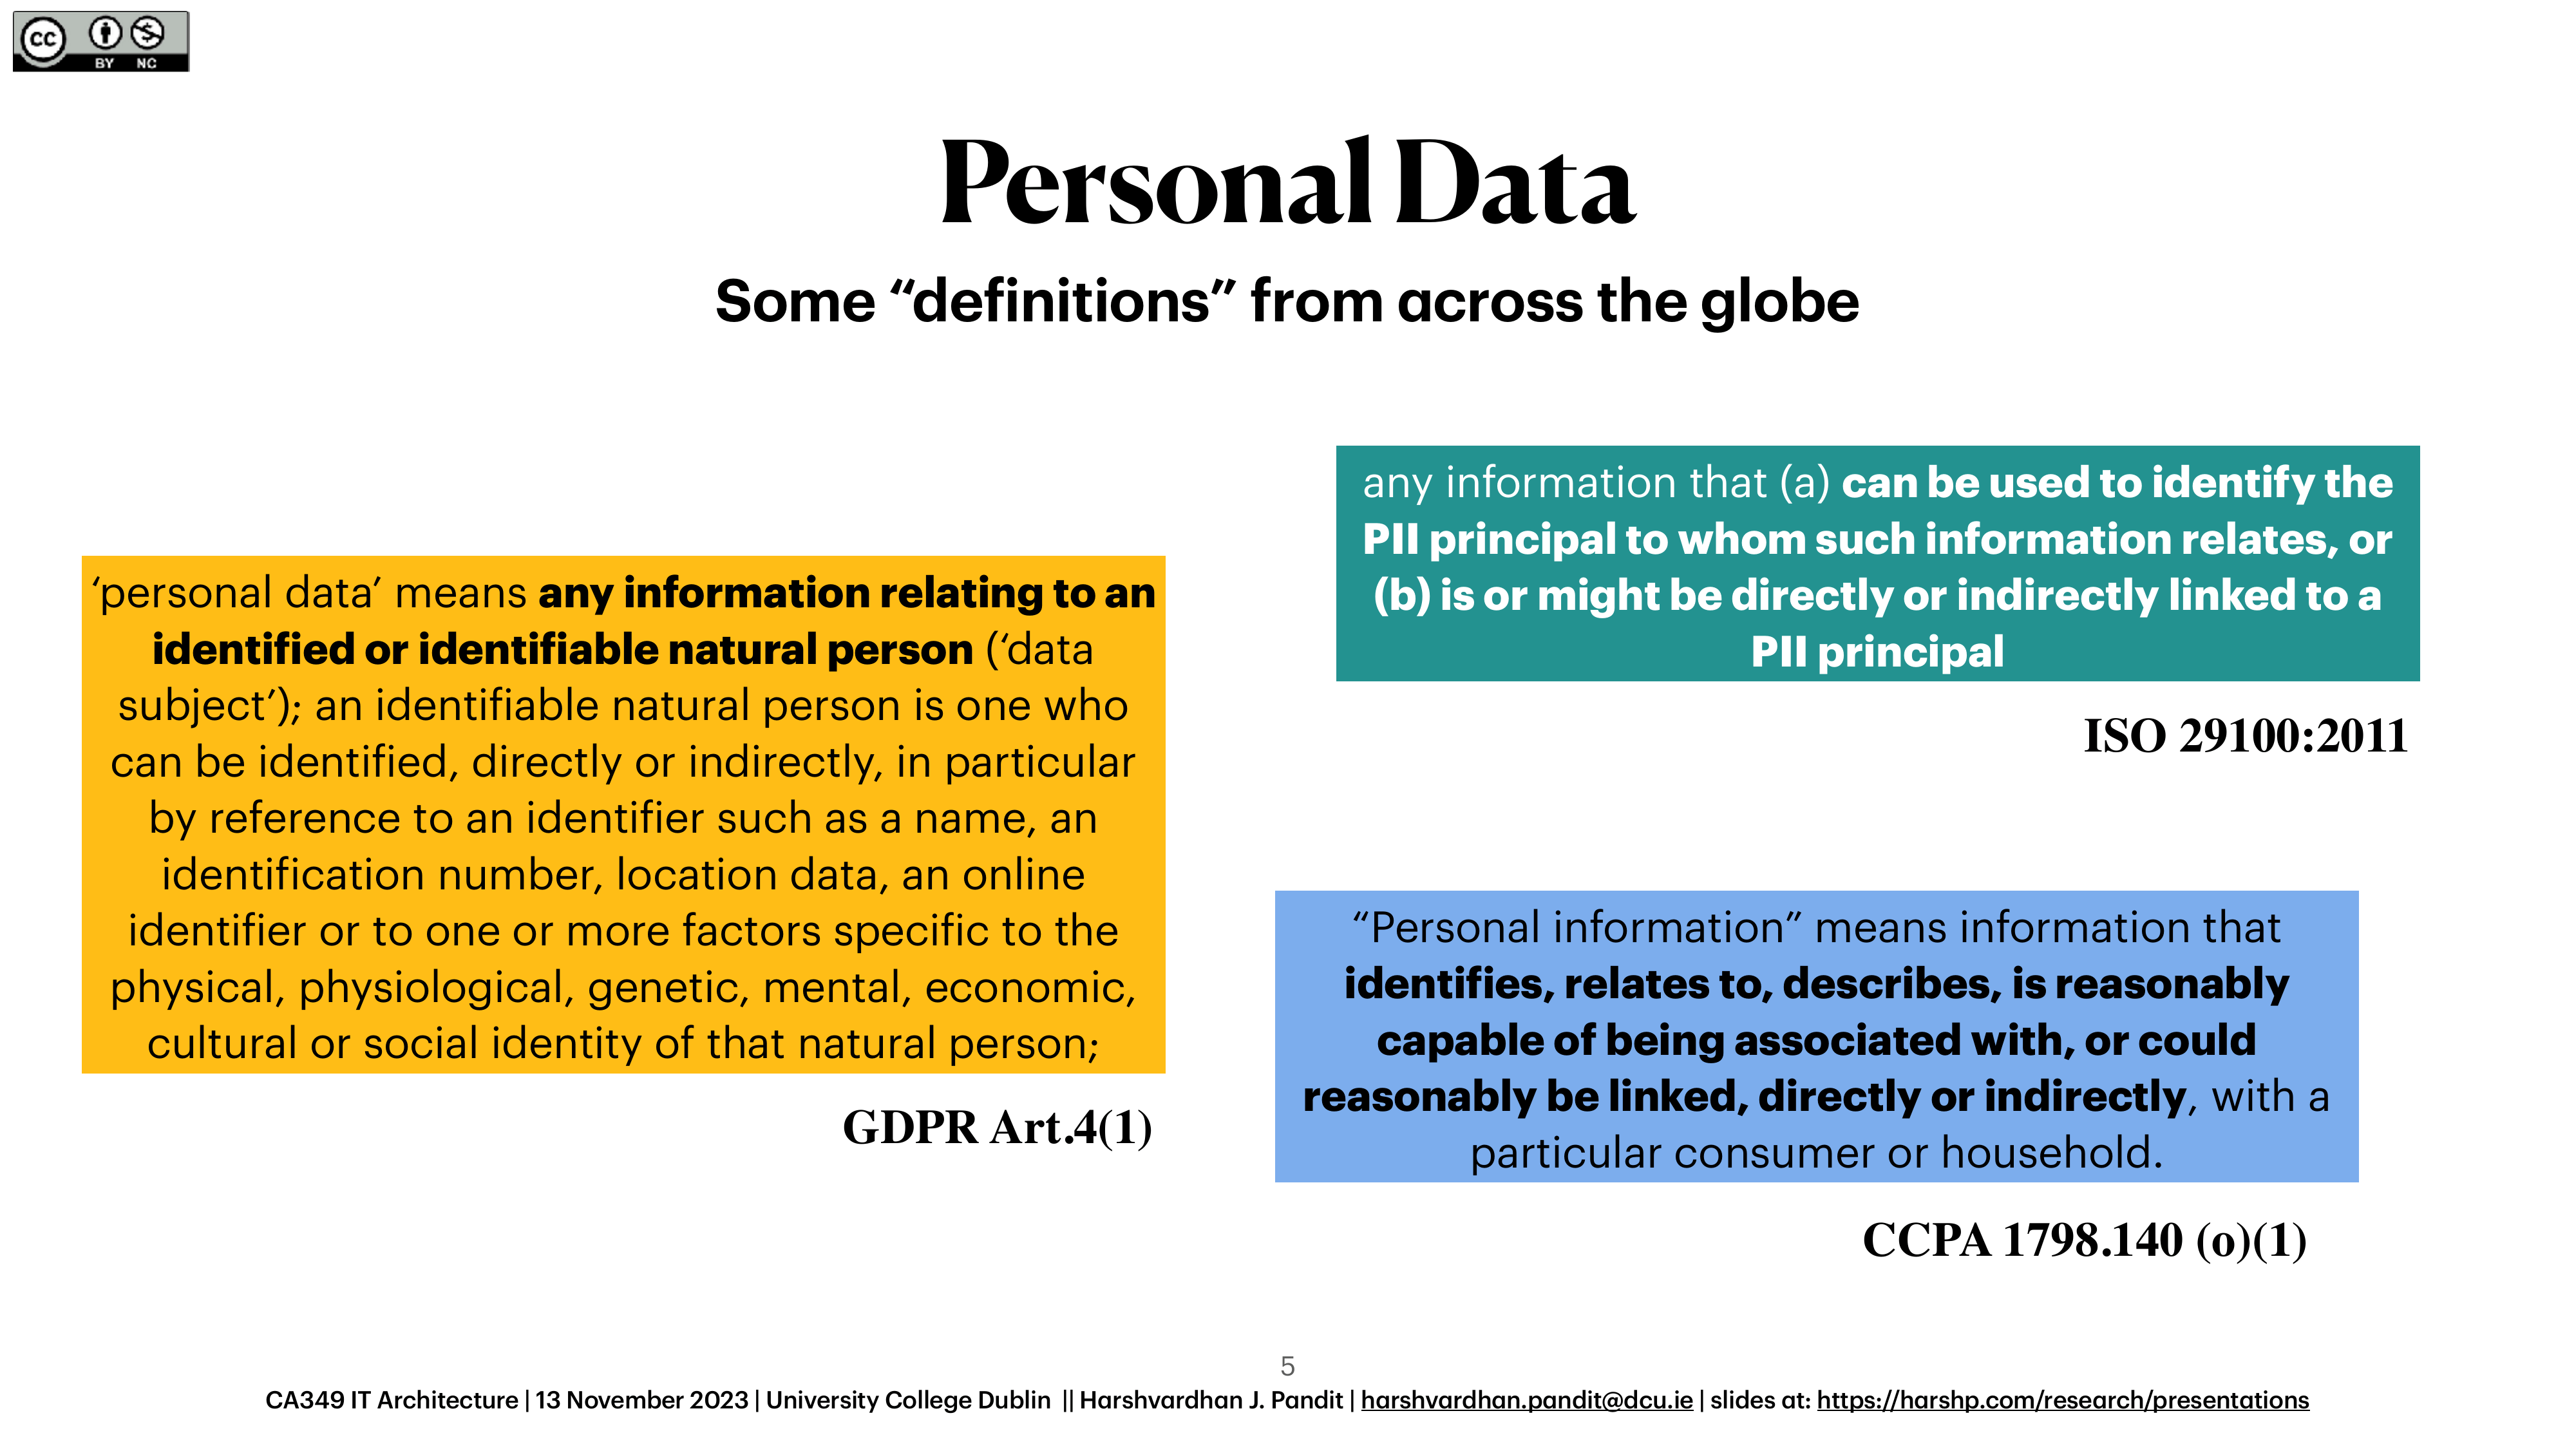 cc
BY NC
Personal Data
Some “definitions” from across the globe
‘personal data’ means any information relating to an
identified or identifiable natural person (‘data
subject’); an identifiable natural person is one who
can be identified, directly or indirectly, in particular
by reference to an identifier such as a name, an
identification number, location data, an online
identifier or to one or more factors specific to the
physical, physiological, genetic, mental, economic,
cultural or social identity of that natural person;
GDPR Art.4(1)
any information that (a) can be used to identify the
PII principal to whom such information relates, or
(b) is or might be directly or indirectly linked to a
PII principal
ISO 29100:2011
“Personal information” means information that
identifies, relates to, describes, is reasonably
capable of being associated with, or could
reasonably be linked, directly or indirectly, with a
particular consumer or household.
CCPA 1798.140 (o)(1)
5
CA349 IT Architecture | 13 November 2023 | University College Dublin || Harshvardhan J. Pandit | harshvardhan.pandit@dcu.ie | slides at: https://harshp.com/research/presentations